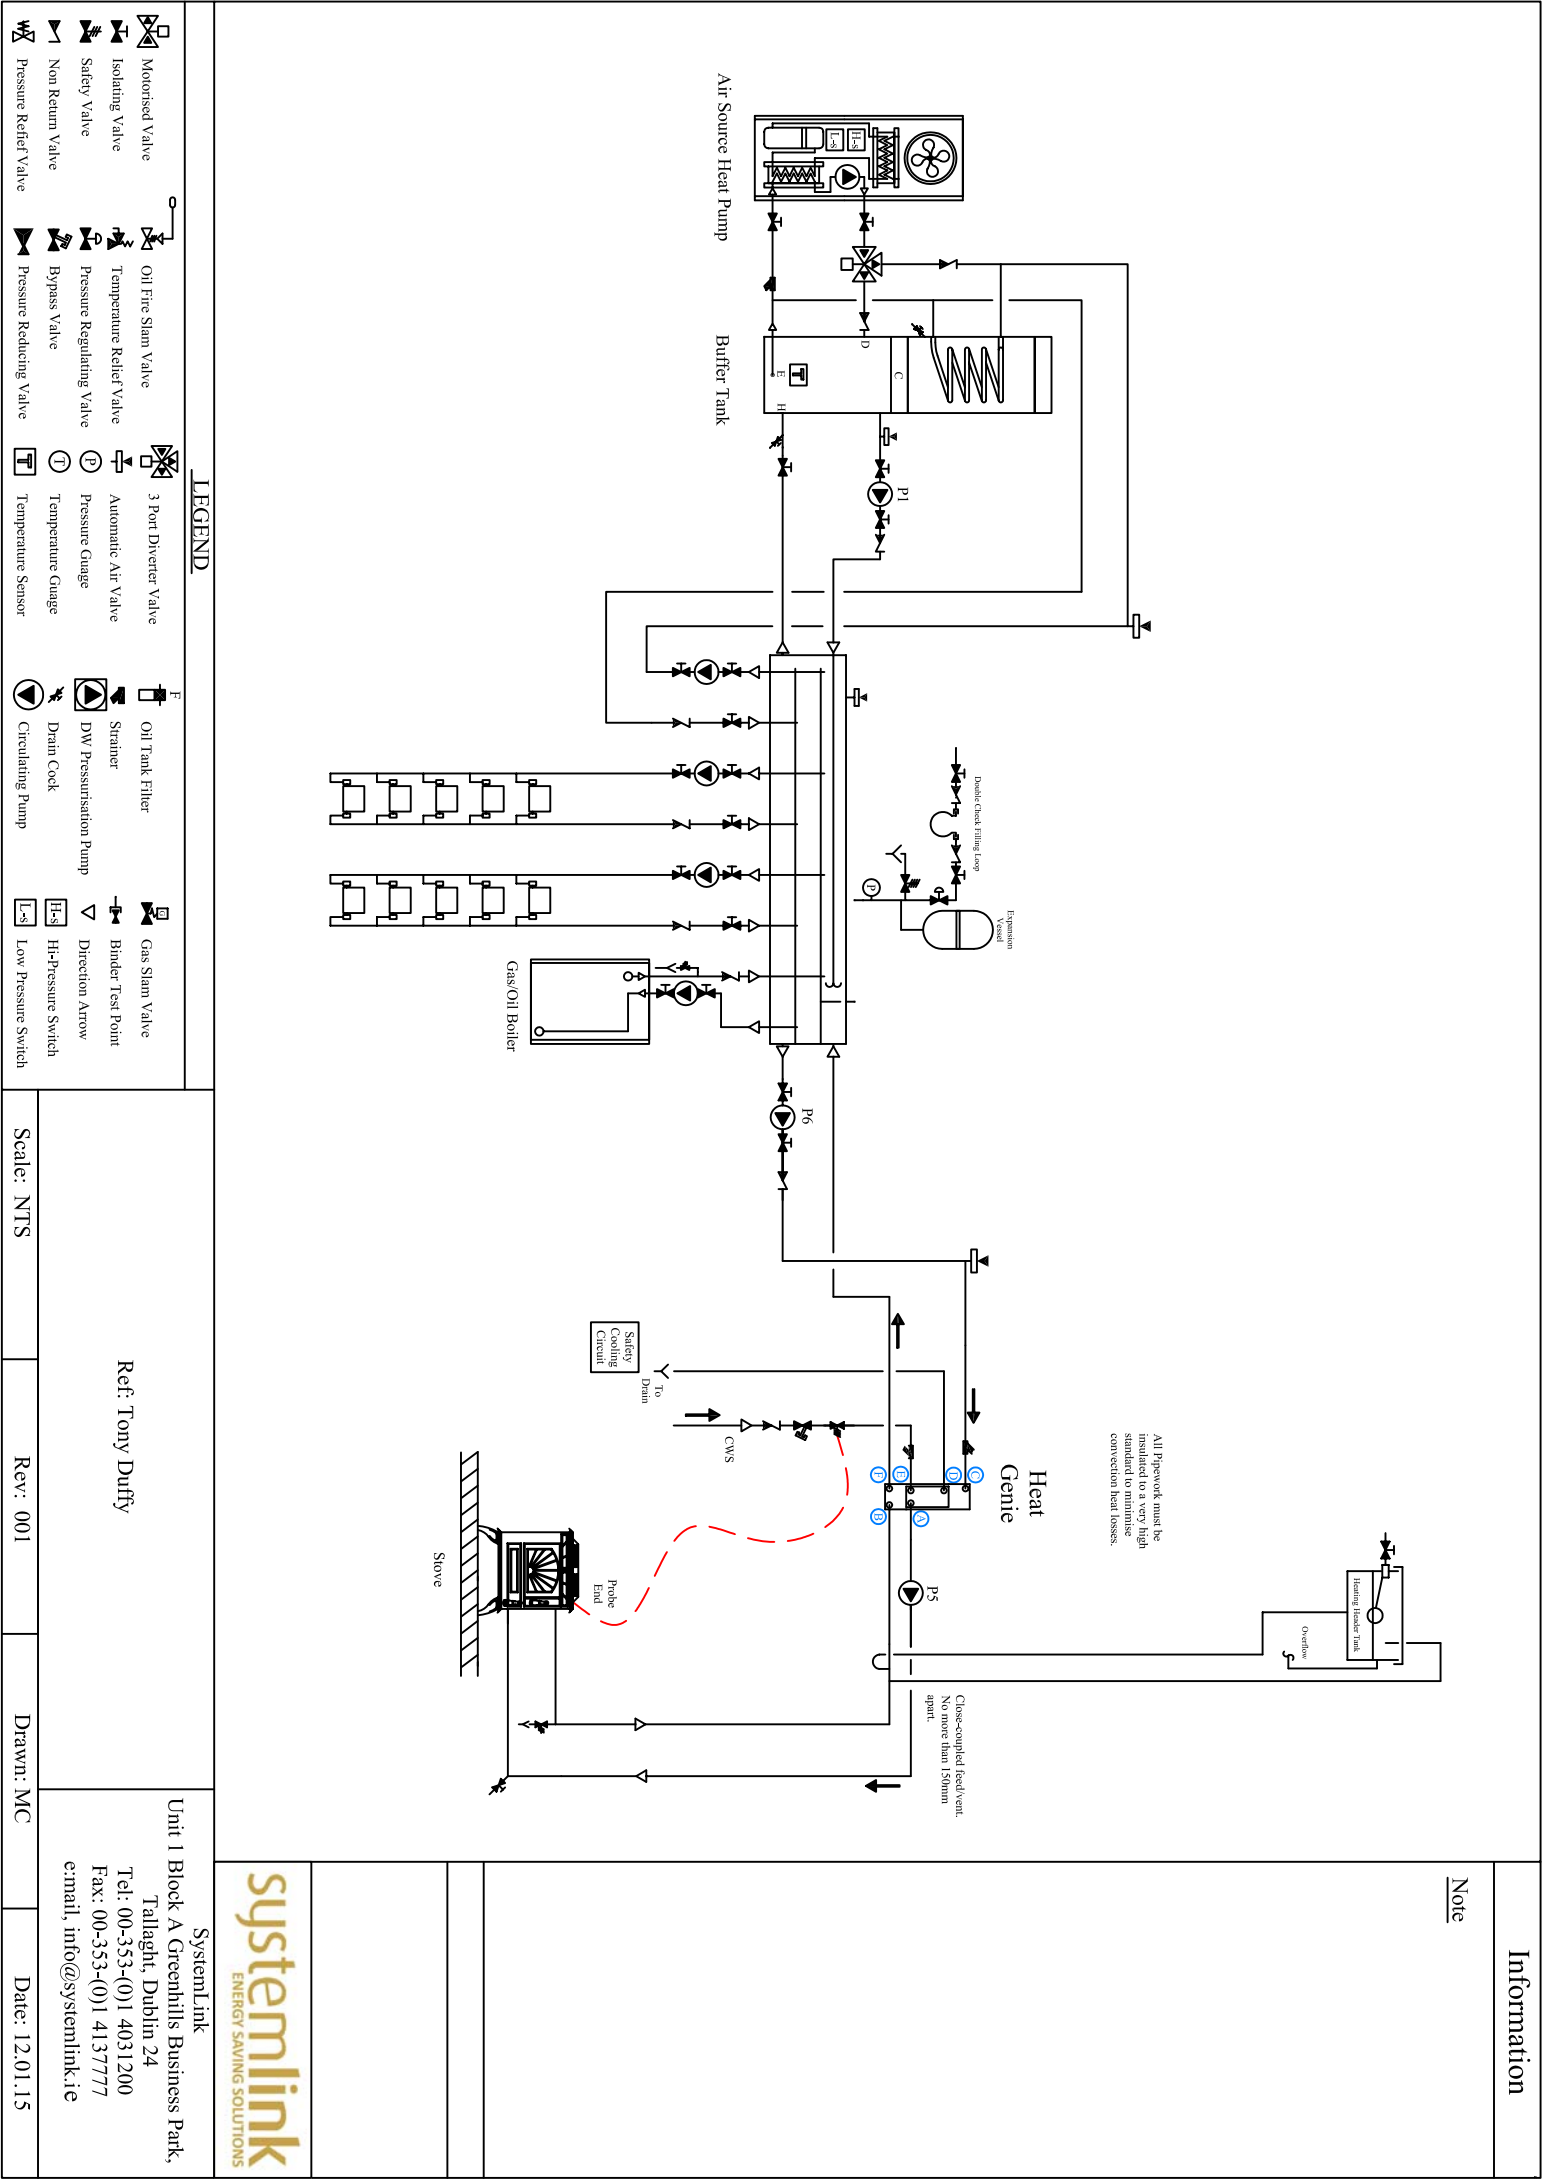 Information
Note
All Pipework must be
insulated to a very high
standard to minimise
convection heat losses.
Heating Header Tank
Overflow
Close-coupled feed/vent.
No more than 150mm
apart.
Heat
Genie
C
D
E
F
A
B
P5
CWS
To
Drain
Safety
Cooling
Circuit
Probe
End
Stove
P6
Double Check Filling Loop
Expansion
Vessel
P
Gas/Oil Boiler
P1
Air Source Heat Pump
H-s
L-s
Buffer Tank
C
D
E
H
T
LEGEND
Motorised Valve
Isolating Valve
Safety Valve
Non Return Valve
Pressure Relief Valve
Oil Fire Slam Valve
Temperature Relief Valve
Pressure Regulating Valve
Bypass Valve
Pressure Reducing Valve
3 Port Diverter Valve
Automatic Air Valve
P Pressure Guage
T Temperature Guage
T Temperature Sensor
F
Oil Tank Filter
Strainer
DW Pressurisation Pump
Drain Cock
Circulating Pump
G Gas Slam Valve
Binder Test Point
Direction Arrow
H-s Hi-Pressure Switch
L-s Low Pressure Switch
Ref: Tony Duffy
Scale: NTS
Rev: 001
Drawn: MC
Date: 12.01.15
systemlink
ENERGY SAVING SOLUTIONS
SystemLink
Unit 1 Block A Greenhills Business Park,
Tallaght, Dublin 24
Tel: 00-353-(0)1 4031200
Fax: 00-353-(0)1 4137777
e:mail, info@systemlink.ie